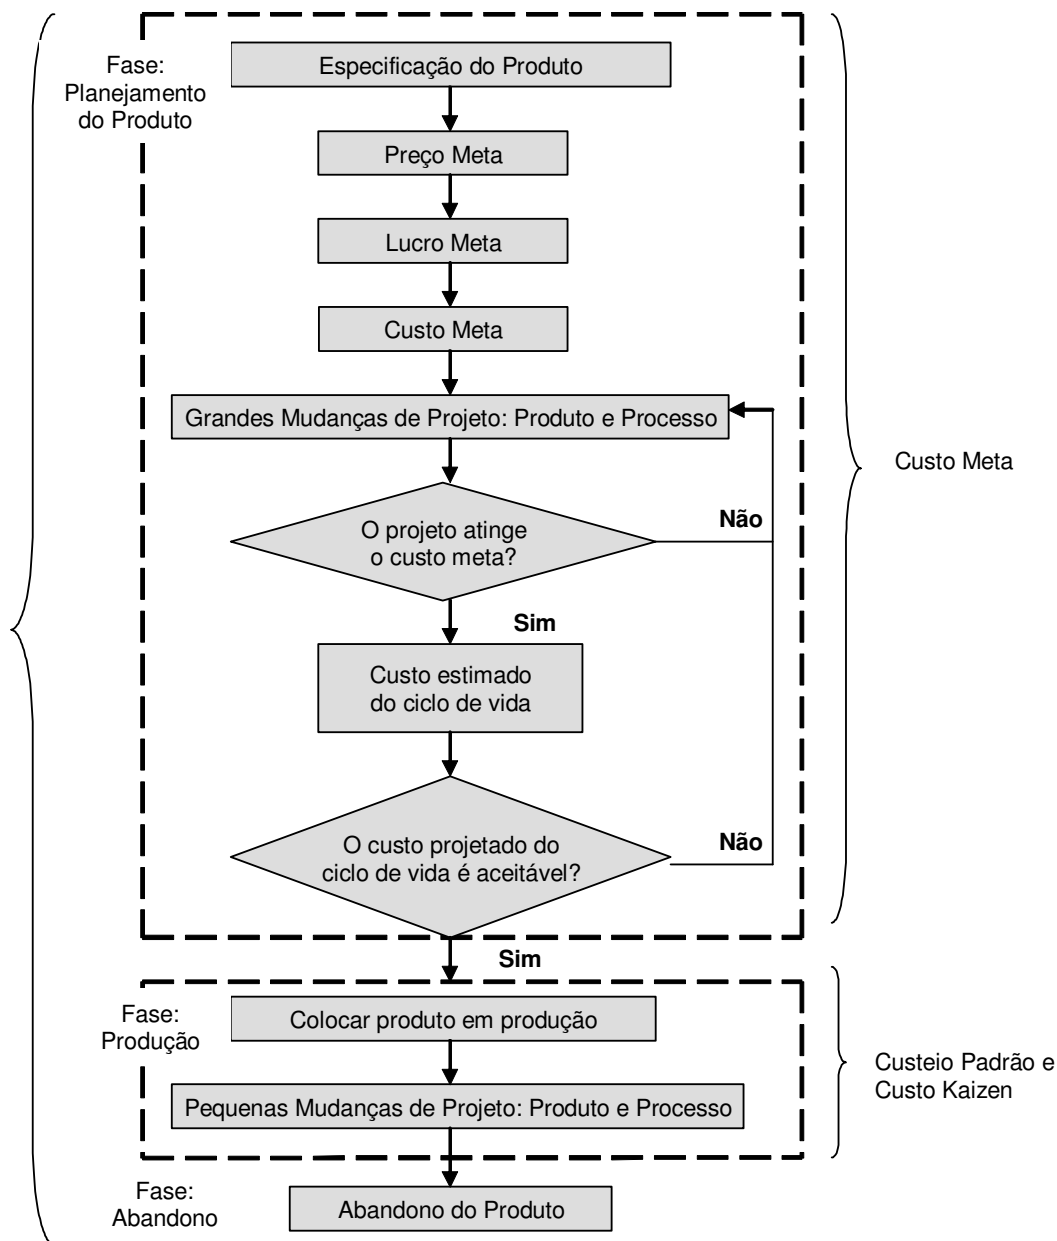 Fase:
Planejamento
do Produto
Especificação do Produto
Preço Meta
Lucro Meta
Custo Meta
Grandes Mudanças de Projeto: Produto e Processo
O projeto atinge
o custo meta?
Não
Sim
Custo Meta
Custo estimado
do ciclo de vida
O custo projetado do
ciclo de vida é aceitável?
Não
Sim
Fase:
Produção
Colocar produto em produção
Pequenas Mudanças de Projeto: Produto e Processo
Custeio Padrão e
Custo Kaizen
Fase:
Abandono
Abandono do Produto